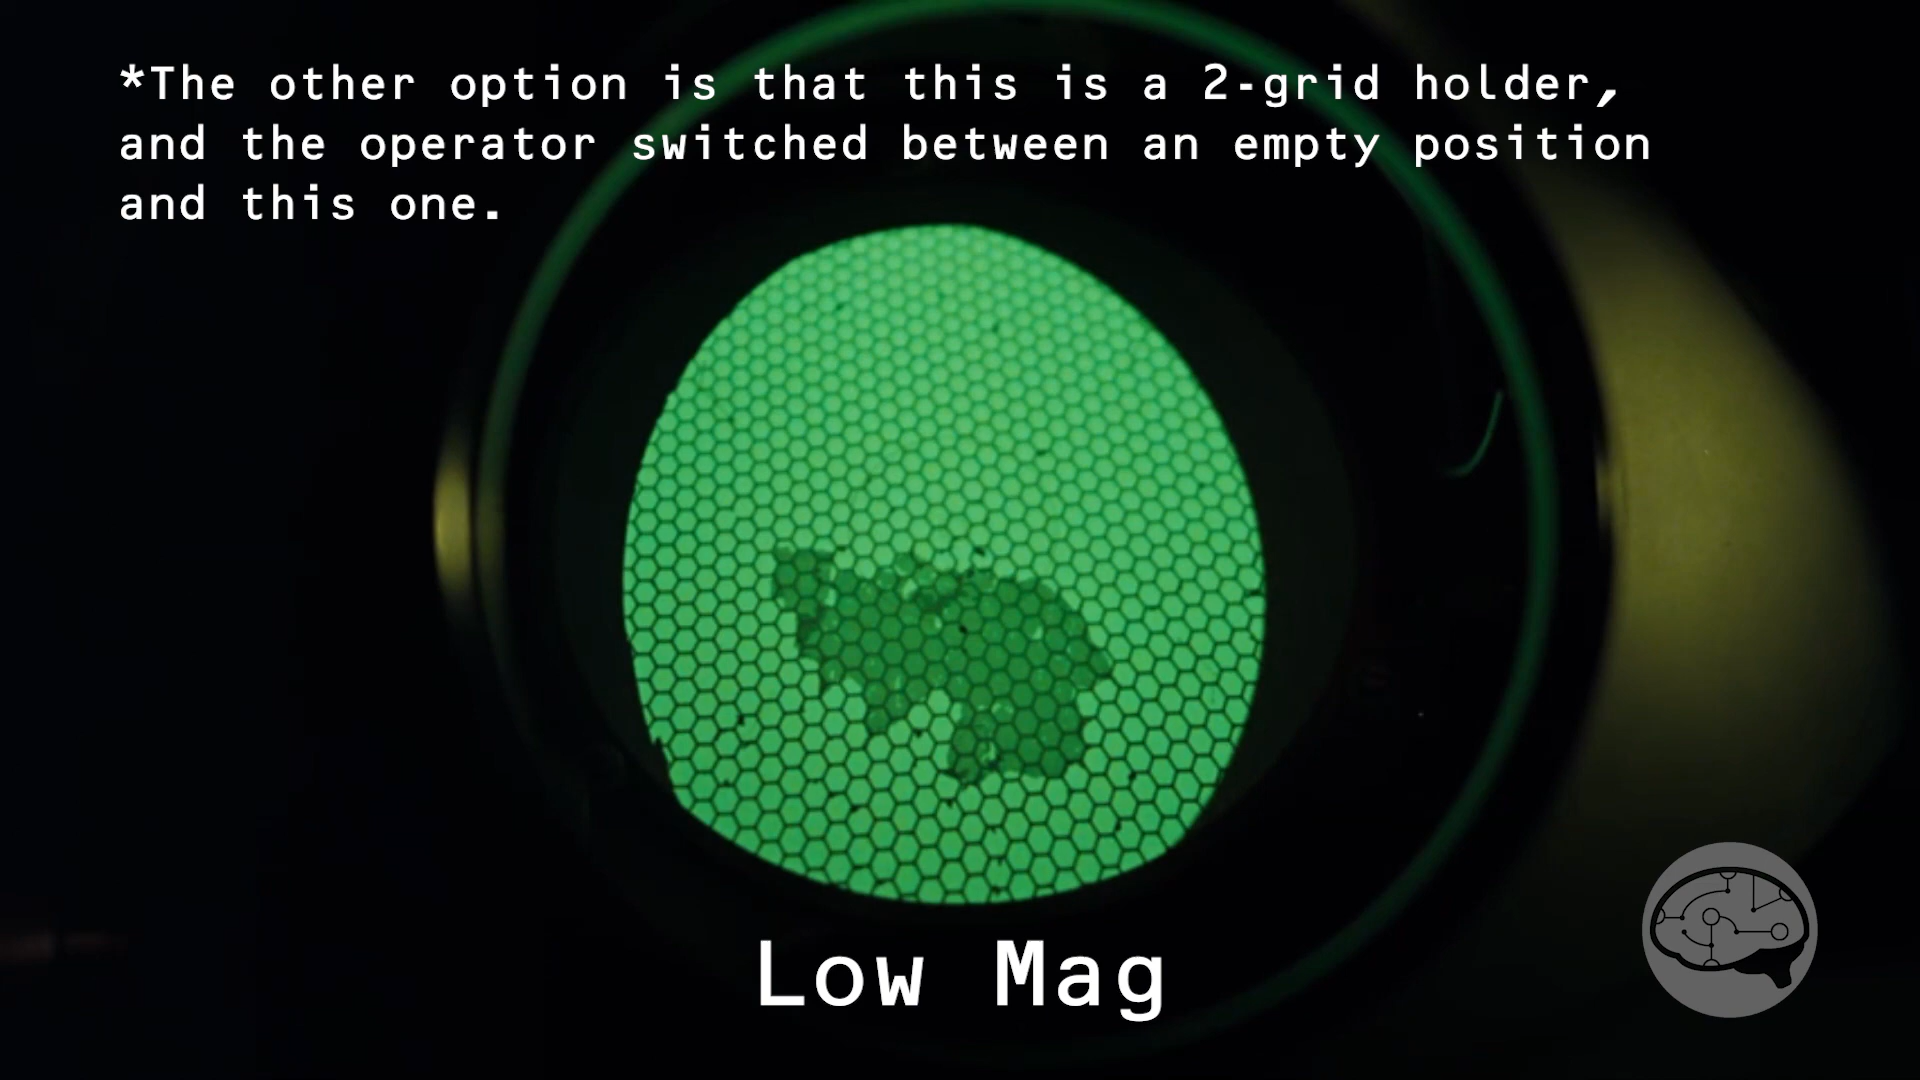 *The other option is that this is a 2-grid holder,
and the operator switched between an empty position
and this one.
Low Mag